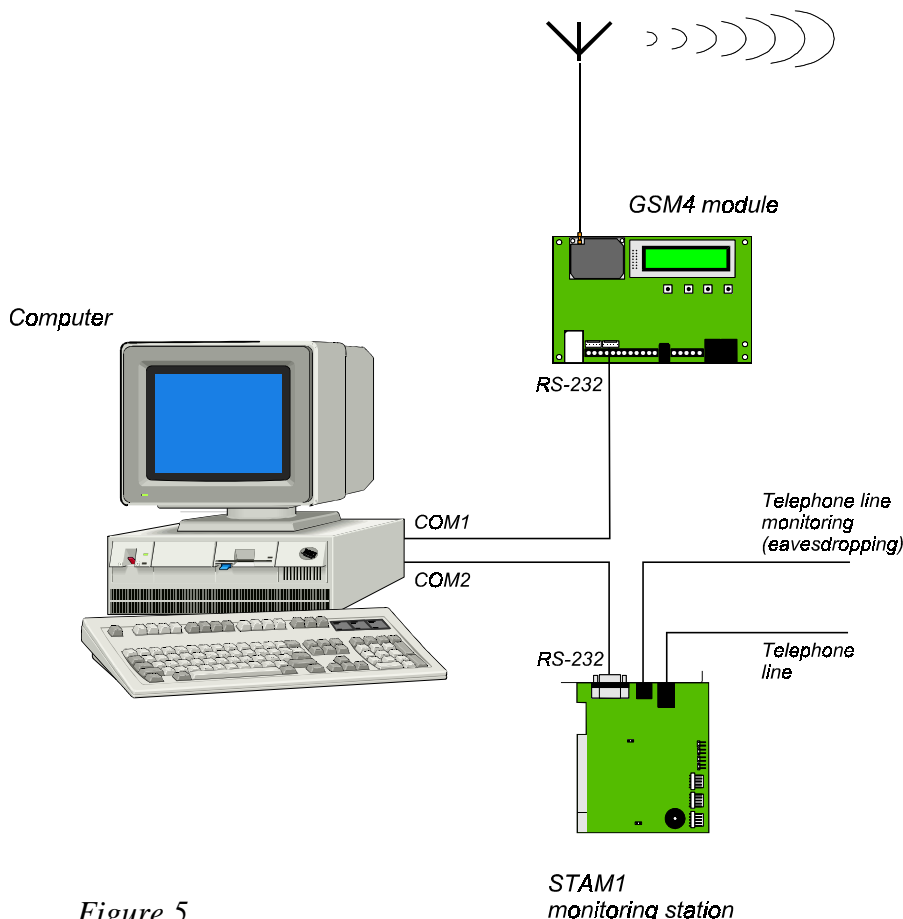 GSM4 module
Computer
RS-232
COM1
Telephone line
monitoring
(eavesdropping)
COM2
RS-232
Telephone
line
STAM1
monitoring station
Figure 5